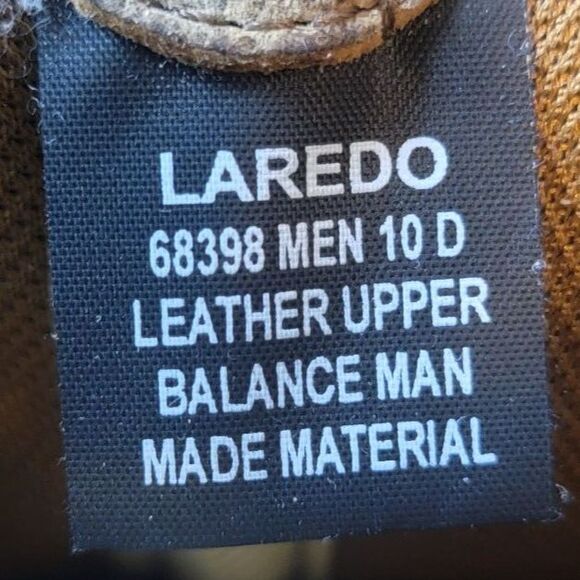 LAREDO
68398 MEN 10 D
LEATHER UPPER
BALANCE MAN
MADE MATERIAL